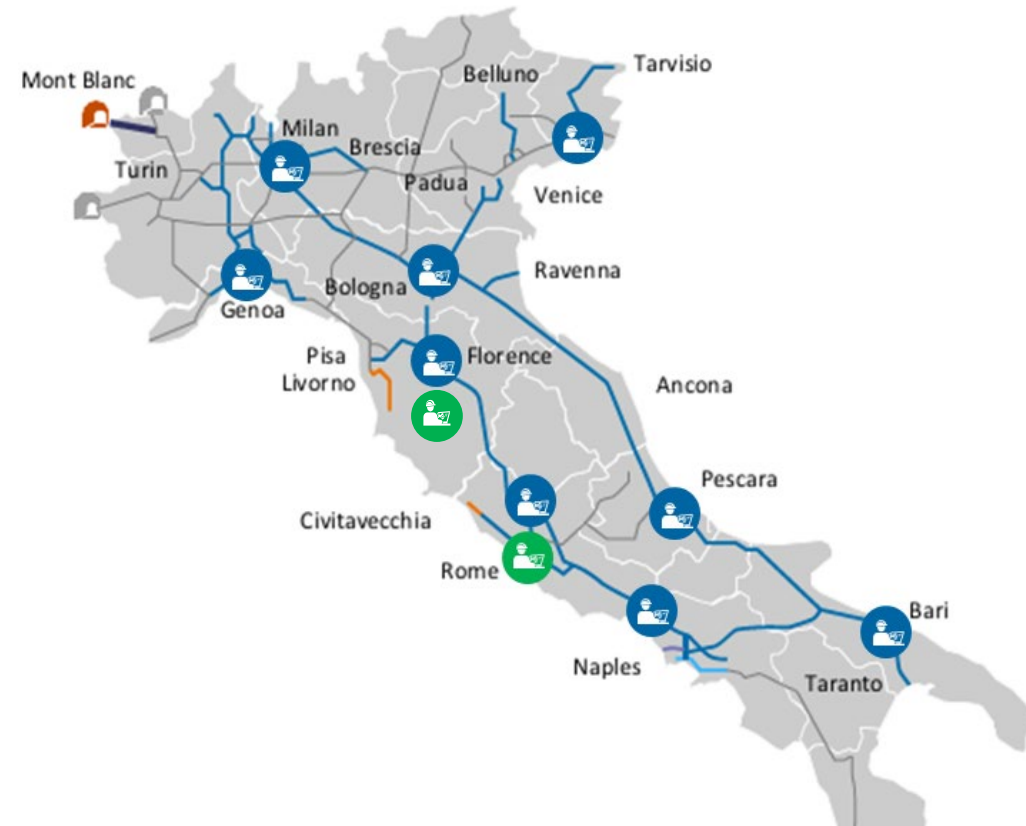 Tarvisio
Belluno
Mont Blanc
Milan
Brescia
Turin
Padua
Venice
Ravenna
Bologna
Genoa
Pisa
Florence
Livorno
Ancona
Pescara
Civitavecchia
Rome
Bari
Naples
Taranto